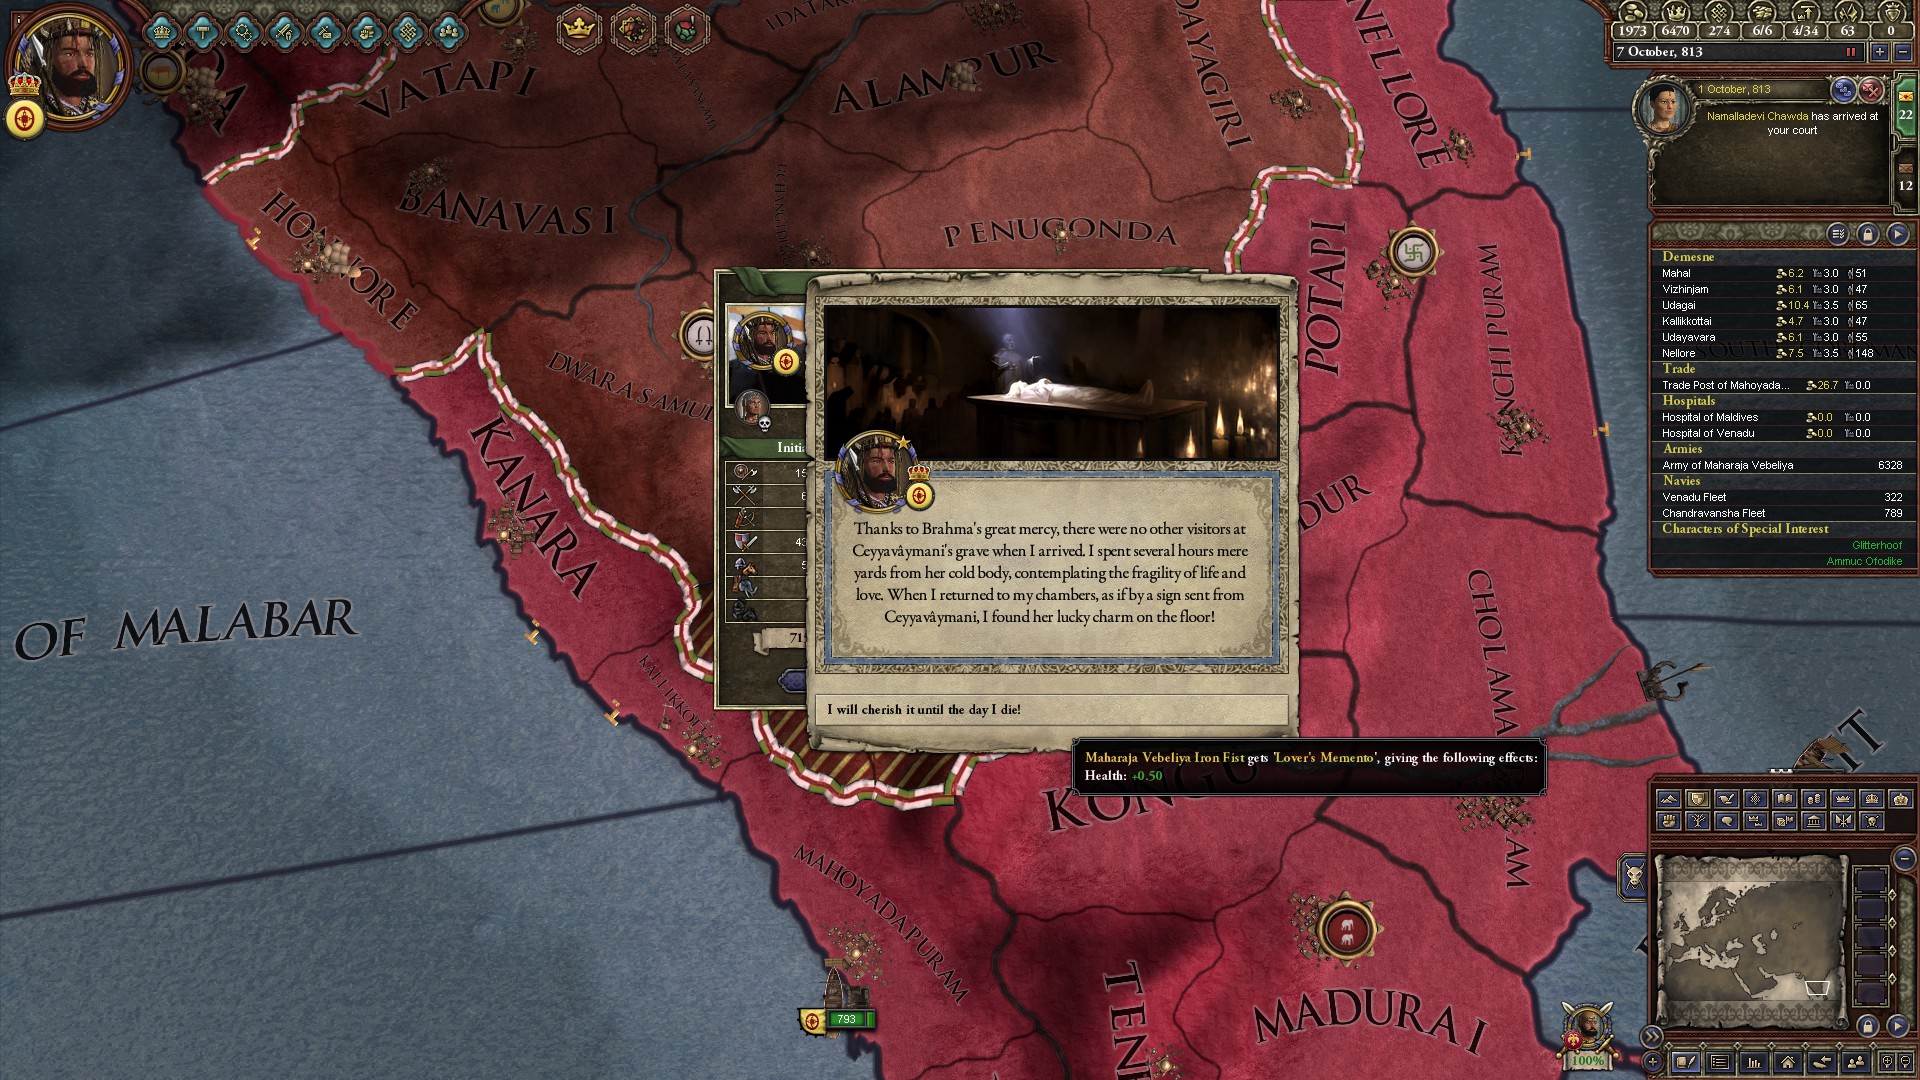 1973 6470 274 6/6 4/34 63 0
7 October, 813
1 October, 813
Namalladevi Chawda has arrived at
your court
22
12
Demesne
Mahal 6.2 3.0 51
Vizhinjam 6.1 3.0 47
Udagai 10.4 3.5 65
Kallikkottai 4.7 3.0 47
Udayavara 6.1 3.0 55
Nellore 7.5 3.5 148
Trade
Trade Post of Mahoyada... 26.7 0.0
Hospitals
Hospital of Maldives 0.0 0.0
Hospital of Venadu 0.0 0.0
Armies
Army of Maharaja Vebeliya 6328
Navies
Venadu Fleet 322
Chandravansha Fleet 789
Characters of Special Interest
Glitterhoof
Ammuc Ofodike
VATAPI
ALAMPUR
NELLORE
BANAVASI
HONORE
PENUGONDA
POTAPI
KANCHIPURAM
KANARA
OF MALABAR
CHOLAMA
MAHOYADAPURAM
MADURAI
Thanks to Brahma's great mercy, there were no other visitors at
Ceyyavâymani's grave when I arrived. I spent several hours mere
yards from her cold body, contemplating the fragility of life and
love. When I returned to my chambers, as if by a sign sent from
Ceyyavâymani, I found her lucky charm on the floor!
I will cherish it until the day I die!
Maharaja Vebeliya Iron Fist gets 'Lover's Memento', giving the following effects:
Health: +0.50
793
100%